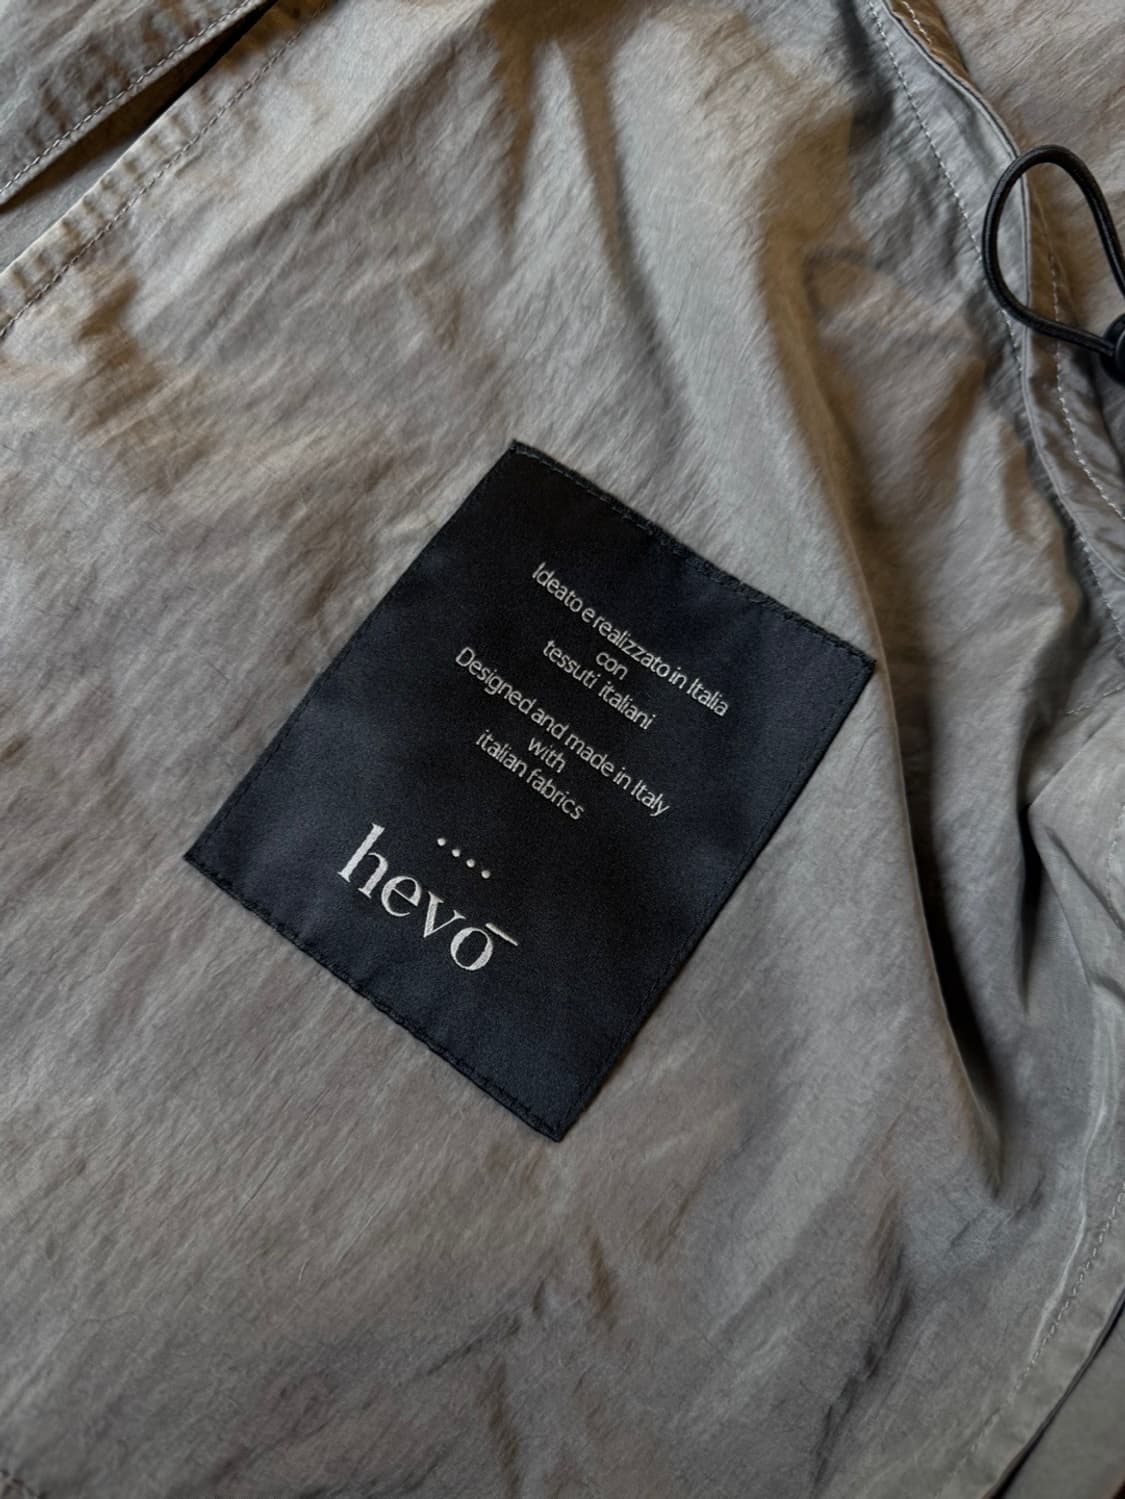 Ideato e realizzato in Italia
con
tessuti italiani
Designed and made in Italy
with
italian fabrics
hevō